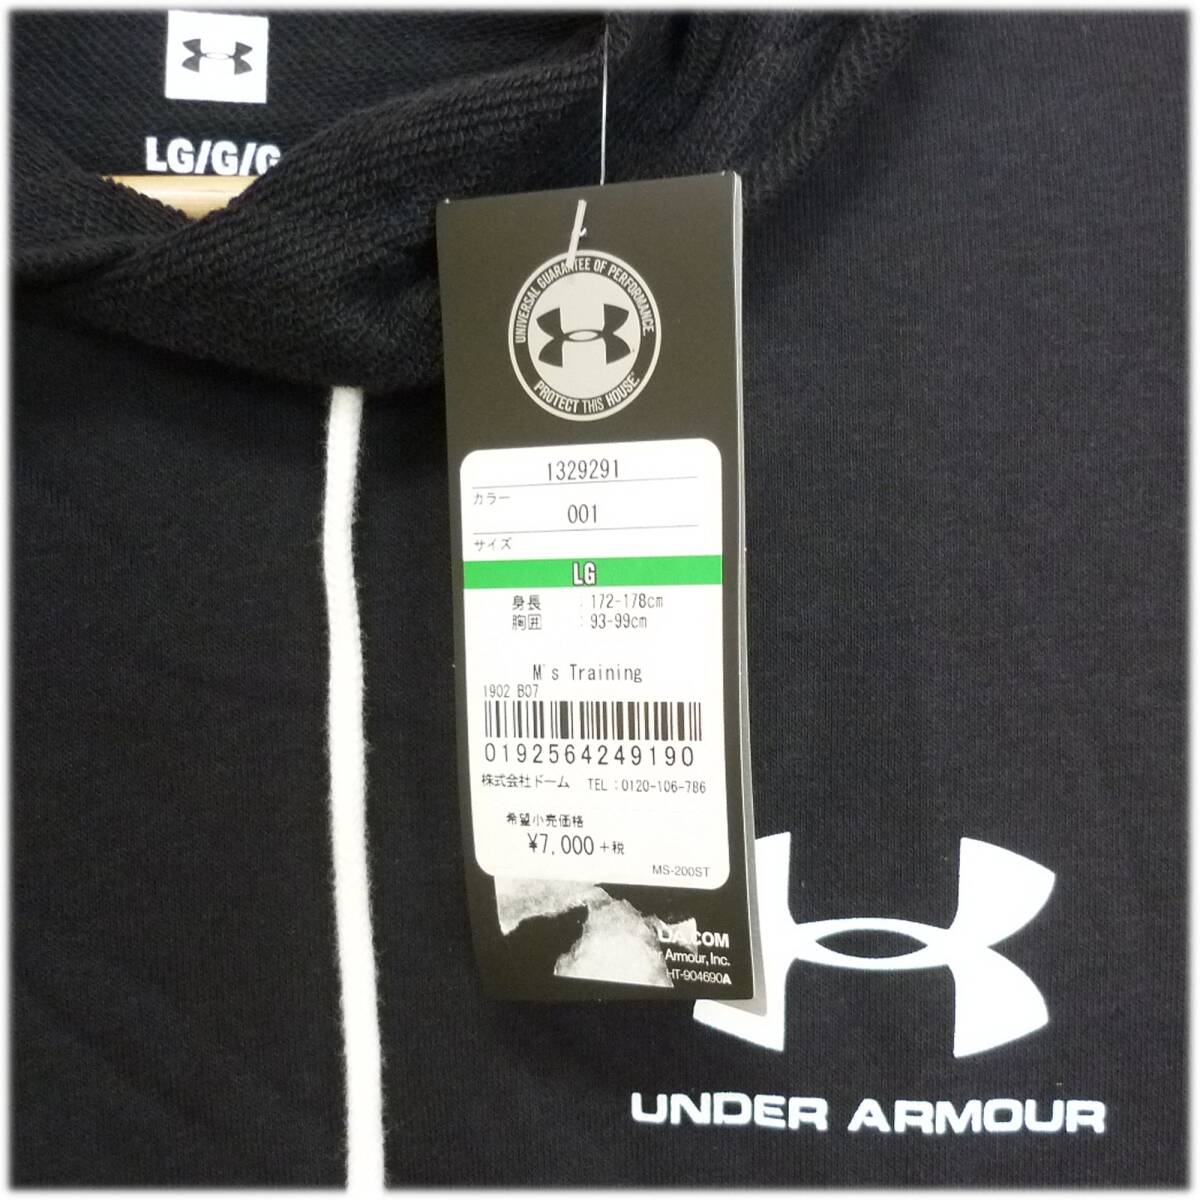 LG/G/G
UNIVERSAL GUARANTEE OF PERFORMANCE
PROTECT THIS HOUSE
1329291
カラー
001
サイズ
LG
身長 : 172-178cm
胸囲 : 93-99cm
M's Training
1902 B07
0192564249190
株式会社ドーム TEL:0120-106-786
希望小売価格
¥7,000 +税
MS-200ST
UA.COM
r Armour, Inc.
HT-904690A
UNDER ARMOUR